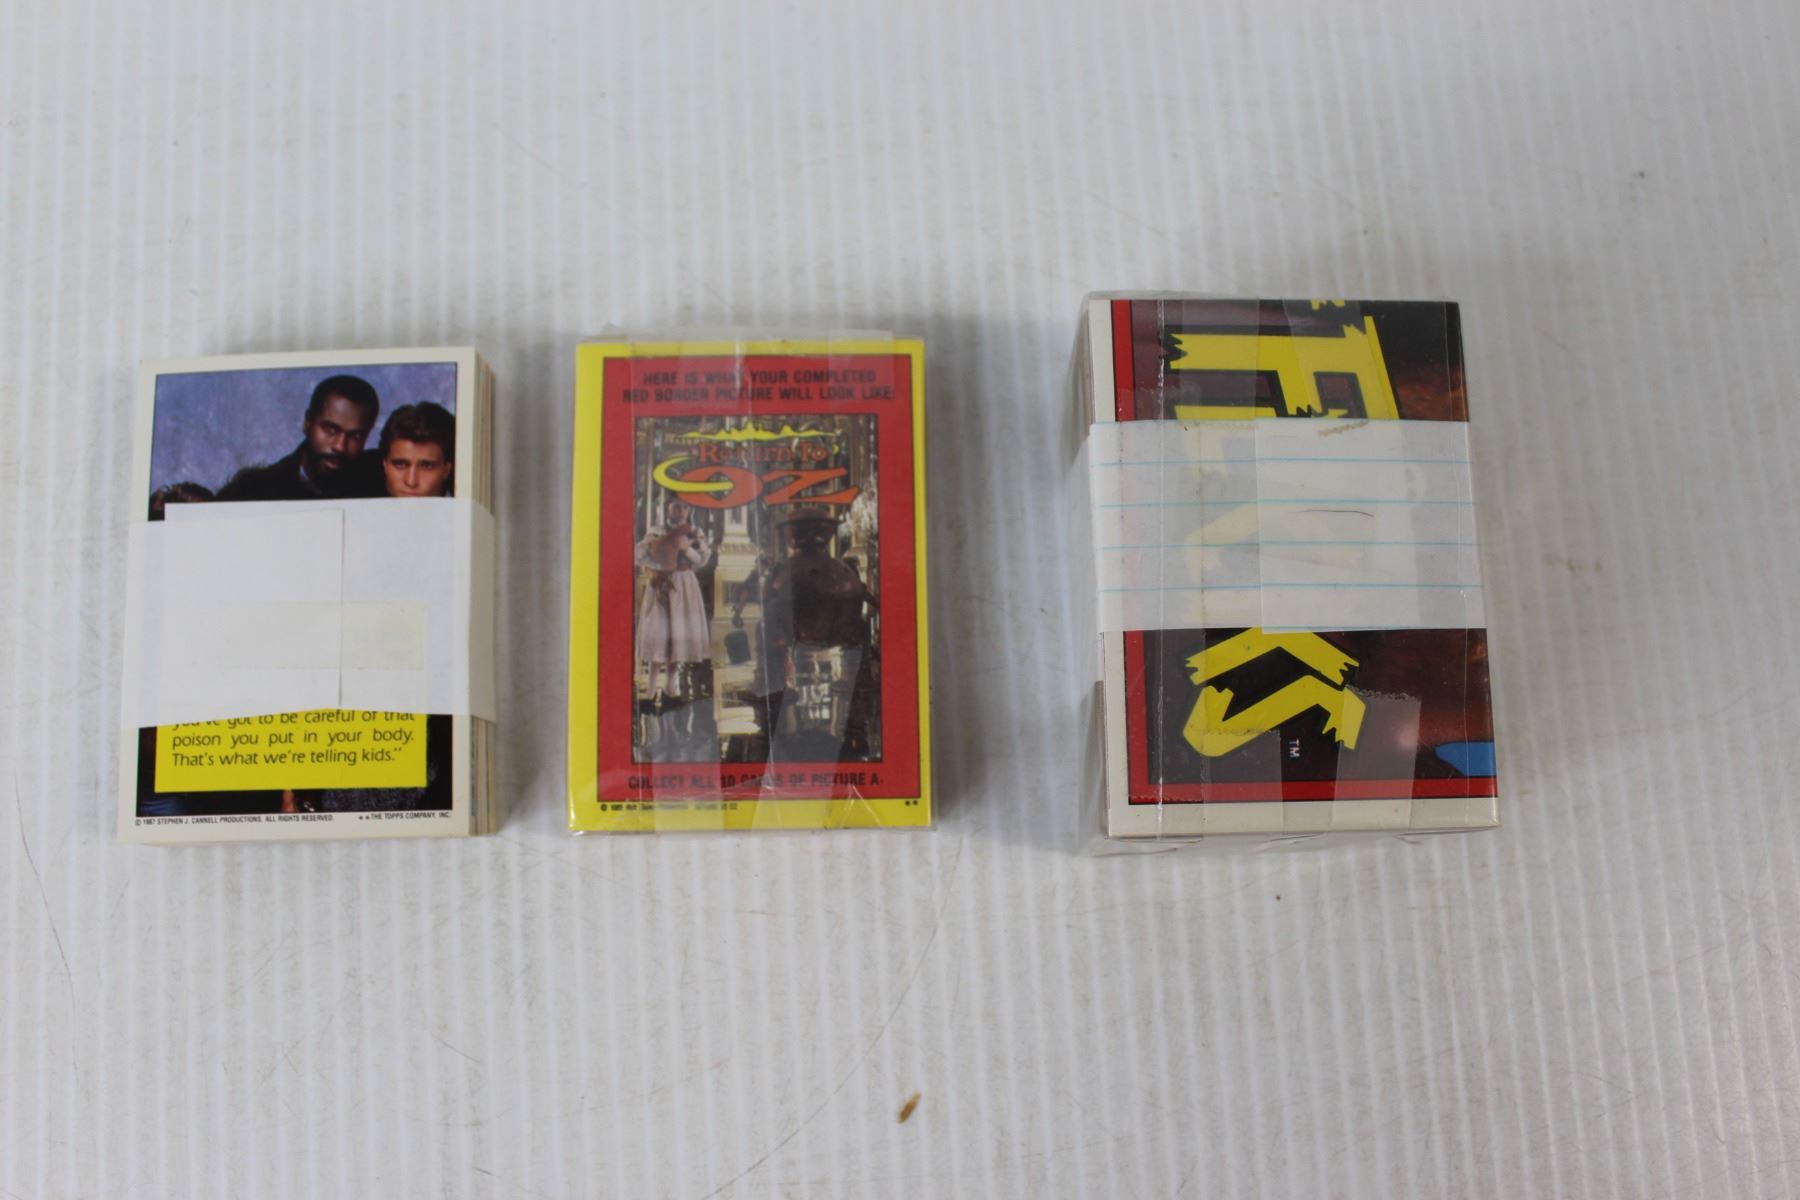 you've got to be careful of that
poison you put in your body.
That's what we're telling kids."
© 1987 STEPHEN J. CANNELL PRODUCTIONS. ALL RIGHTS RESERVED. ** THE TOPPS COMPANY, INC.
HERE IS WHAT YOUR COMPLETED
RED BORDER PICTURE WILL LOOK LIKE:
Return To
OZ
COLLECT ALL 10 CARDS OF PICTURE A.
© 1985
**
TM